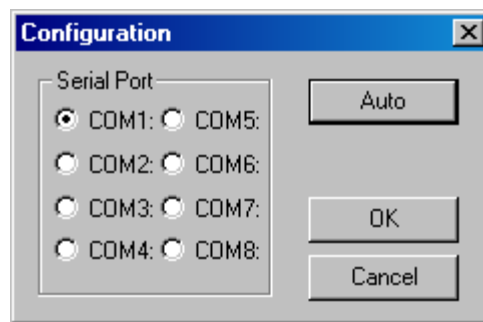 Configuration
Serial Port
COM1: COM5:
COM2: COM6:
COM3: COM7:
COM4: COM8:
Auto
OK
Cancel